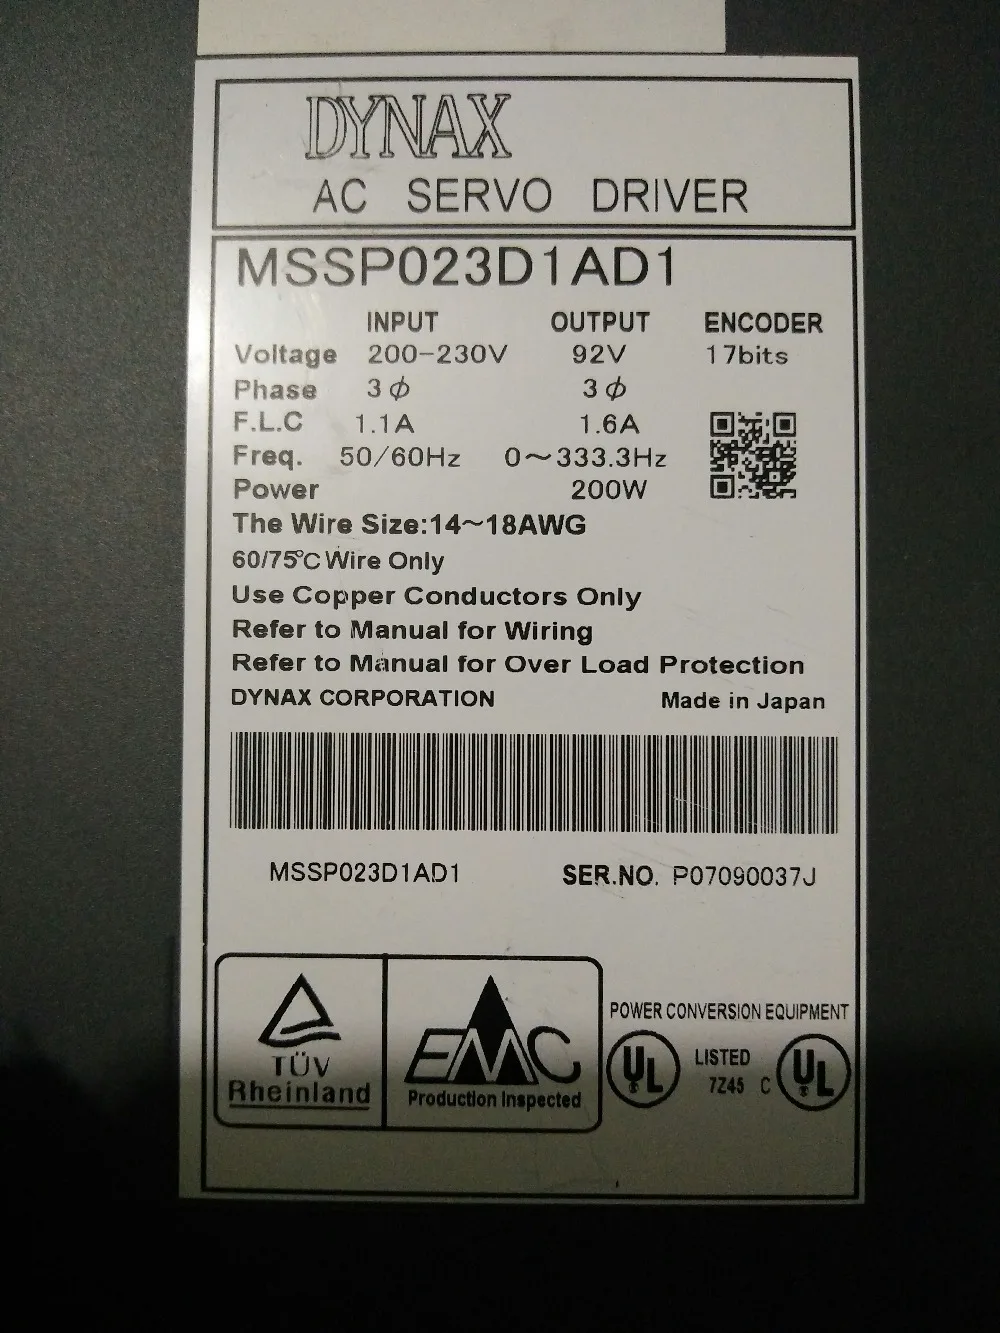 DYNAX
AC SERVO DRIVER
MSSP023D1AD1
INPUT OUTPUT ENCODER
Voltage 200-230V 92V 17bits
Phase 3ϕ 3ϕ
F.L.C 1.1A 1.6A
Freq. 50/60Hz 0～333.3Hz
Power 200W
The Wire Size:14～18AWG
60/75℃ Wire Only
Use Copper Conductors Only
Refer to Manual for Wiring
Refer to Manual for Over Load Protection
DYNAX CORPORATION Made in Japan
MSSP023D1AD1 SER.NO. P07090037J
TÜV
Rheinland
EMC
Production Inspected
POWER CONVERSION EQUIPMENT
UL LISTED 7Z45 C UL